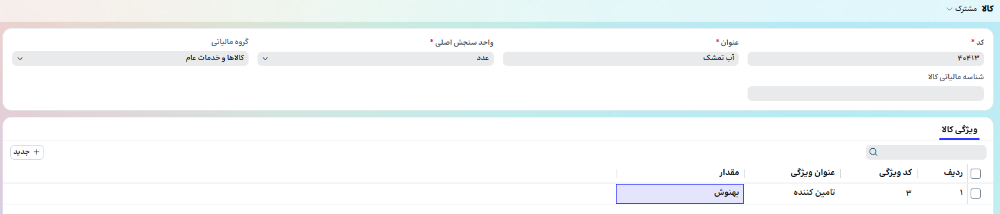 کالا مشترک
کد * عنوان * واحد سنجش اصلی * گروه مالیاتی
۴۰۴۱۳ آب تمشک عدد کالاها و خدمات عام
شناسه مالیاتی کالا
ویژگی کالا
+ جدید
ردیف کد ویژگی عنوان ویژگی مقدار
۱ ۳ تامین کننده بهنوش